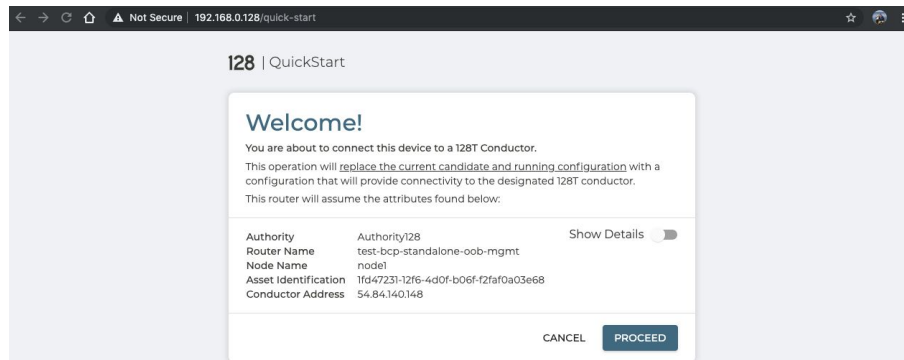 Not Secure | 192.168.0.128/quick-start
128 | QuickStart
Welcome!
You are about to connect this device to a 128T Conductor.
This operation will replace the current candidate and running configuration with a
configuration that will provide connectivity to the designated 128T conductor.
This router will assume the attributes found below:
Authority Authority128
Show Details
Router Name test-bcp-standalone-oob-mgmt
Node Name node1
Asset Identification 1fd47231-12f6-4d0f-b06f-f2faf0a03e68
Conductor Address 54.84.140.148
CANCEL PROCEED